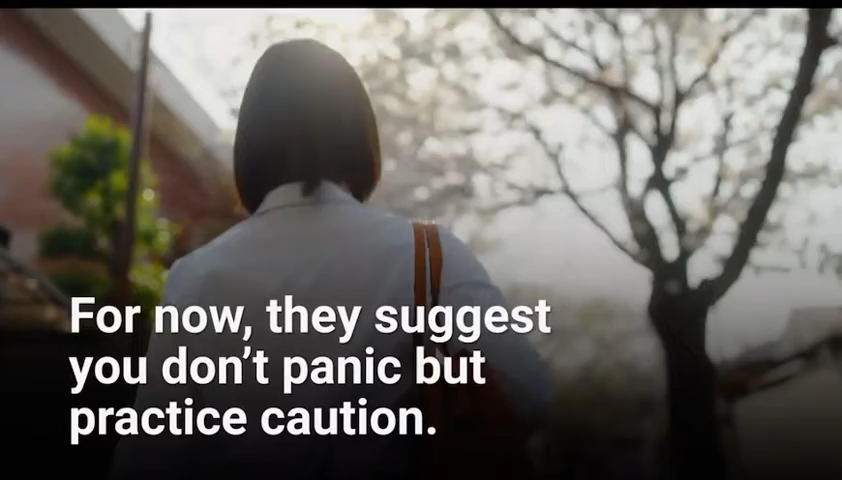 For now, they suggest
you don't panic but
practice caution.